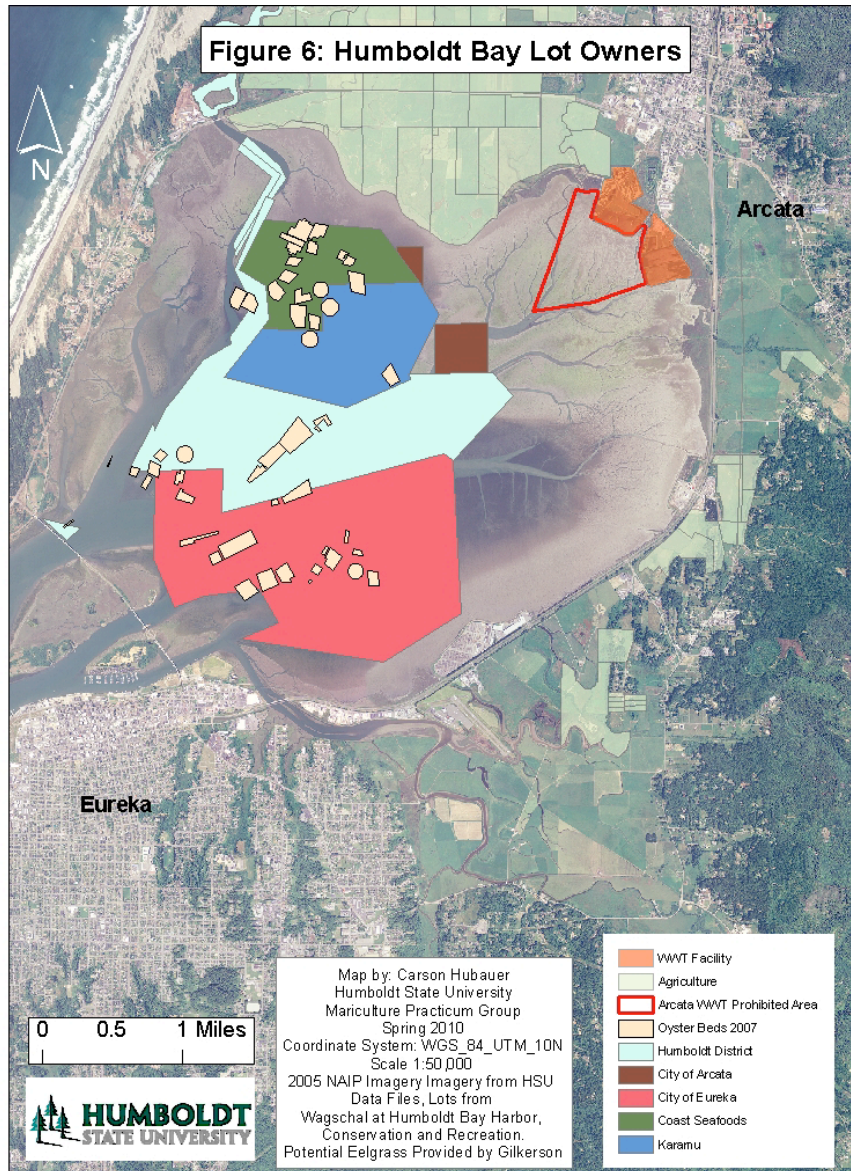 Figure 6: Humboldt Bay Lot Owners
N
Arcata
Eureka
0 0.5 1 Miles
HUMBOLDT
STATE UNIVERSITY
Map by: Carson Hubauer
Humboldt State University
Mariculture Practicum Group
Spring 2010
Coordinate System: WGS_84_UTM_10N
Scale 1:50,000
2005 NAIP Imagery Imagery from HSU
Data Files, Lots from
Wagschal at Humboldt Bay Harbor,
Conservation and Recreation.
Potential Eelgrass Provided by Gilkerson
WWT Facility
Agriculture
Arcata WWT Prohibited Area
Oyster Beds 2007
Humboldt District
City of Arcata
City of Eureka
Coast Seafoods
Karamu